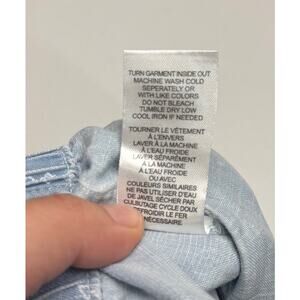 TURN GARMENT INSIDE OUT
MACHINE WASH COLD
SEPERATELY OR
WITH LIKE COLORS
DO NOT BLEACH
TUMBLE DRY LOW
COOL IRON IF NEEDED
TOURNER LE VÊTEMENT
À L'ENVERS
LAVER À LA MACHINE
À L'EAU FROIDE
LAVER SÉPARÉMENT
À LA MACHINE
À L'EAU FROIDE
OU AVEC
COULEURS SIMILAIRES
NE PAS UTILISER D'EAU
DE JAVEL SÉCHER PAR
CULBUTAGE CYCLE DOUX
REFROIDIR LE FER
NÉCESSAIRE